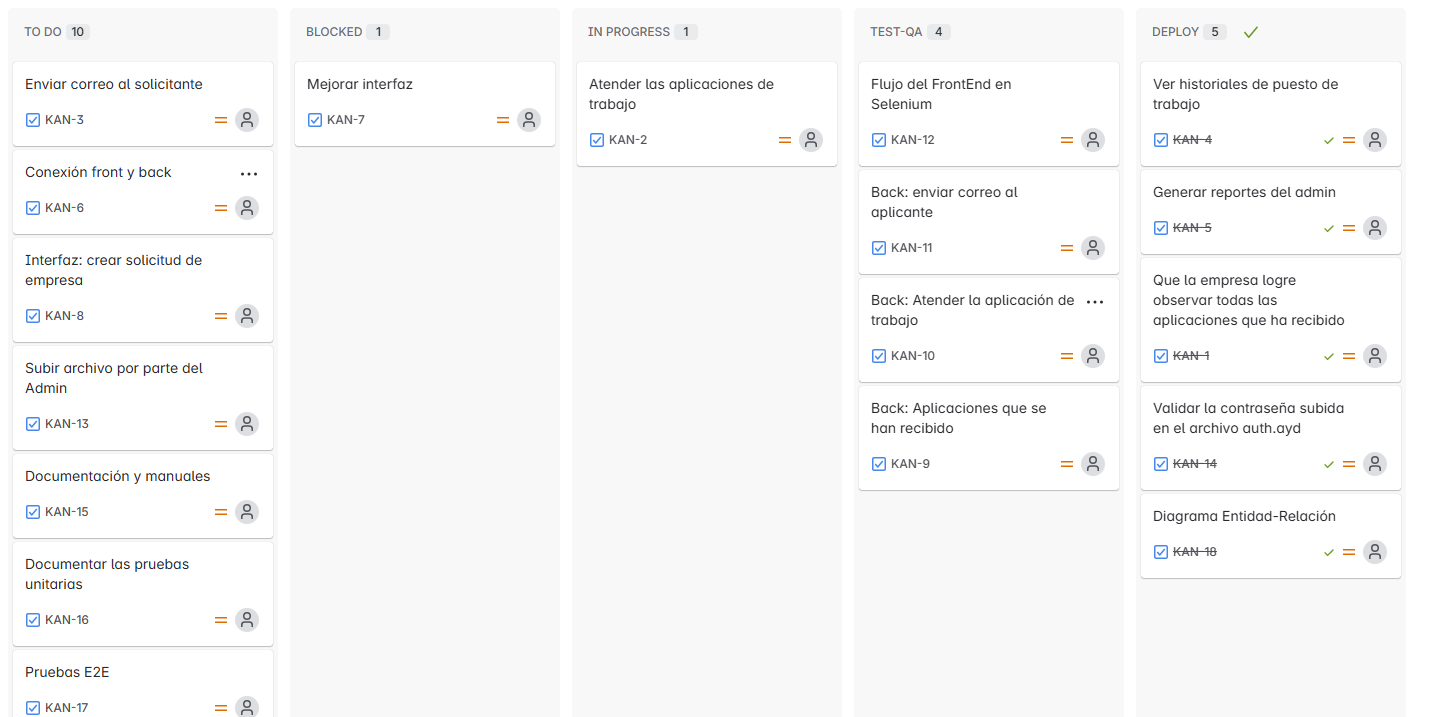 TO DO 10
Enviar correo al solicitante
KAN-3
Conexión front y back
KAN-6
Interfaz: crear solicitud de
empresa
KAN-8
Subir archivo por parte del
Admin
KAN-13
Documentación y manuales
KAN-15
Documentar las pruebas
unitarias
KAN-16
Pruebas E2E
KAN-17
BLOCKED 1
Mejorar interfaz
KAN-7
IN PROGRESS 1
Atender las aplicaciones de
trabajo
KAN-2
TEST-QA 4
Flujo del FrontEnd en
Selenium
KAN-12
Back: enviar correo al
aplicante
KAN-11
Back: Atender la aplicación de
trabajo
KAN-10
Back: Aplicaciones que se
han recibido
KAN-9
DEPLOY 5
Ver historiales de puesto de
trabajo
KAN-4
Generar reportes del admin
KAN-5
Que la empresa logre
observar todas las
aplicaciones que ha recibido
KAN-1
Validar la contraseña subida
en el archivo auth.ayd
KAN-14
Diagrama Entidad-Relación
KAN-18